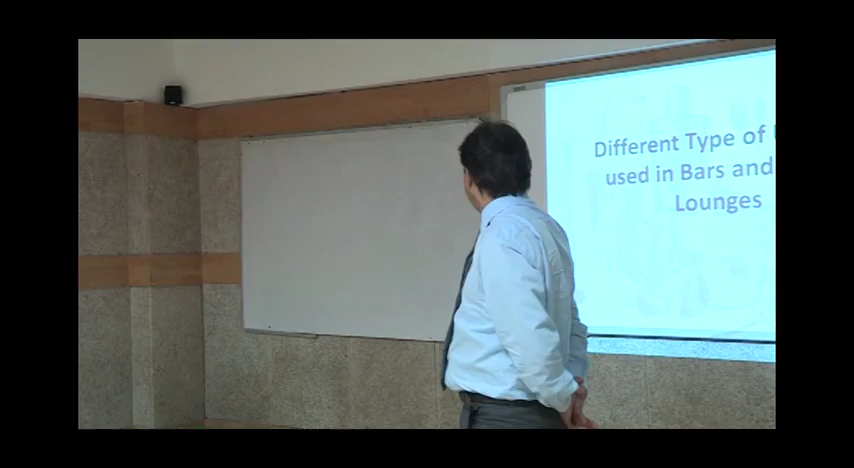 Different Type of
used in Bars and
Lounges